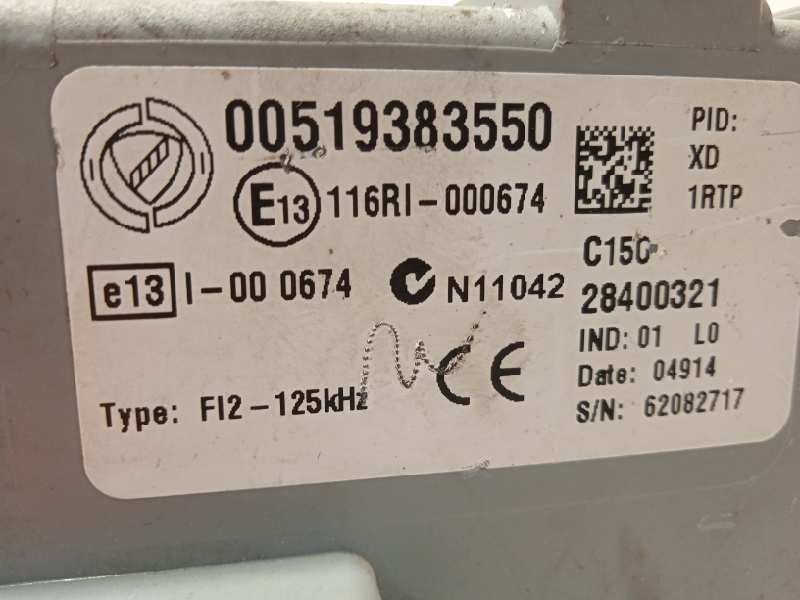 00519383550
E13 116RI-000674
e13 I-00 0674
N11042
CE
Type: FI2-125kHz
PID:
XD
1RTP
28400321
IND: 01 L0
Date: 04914
S/N: 62082717